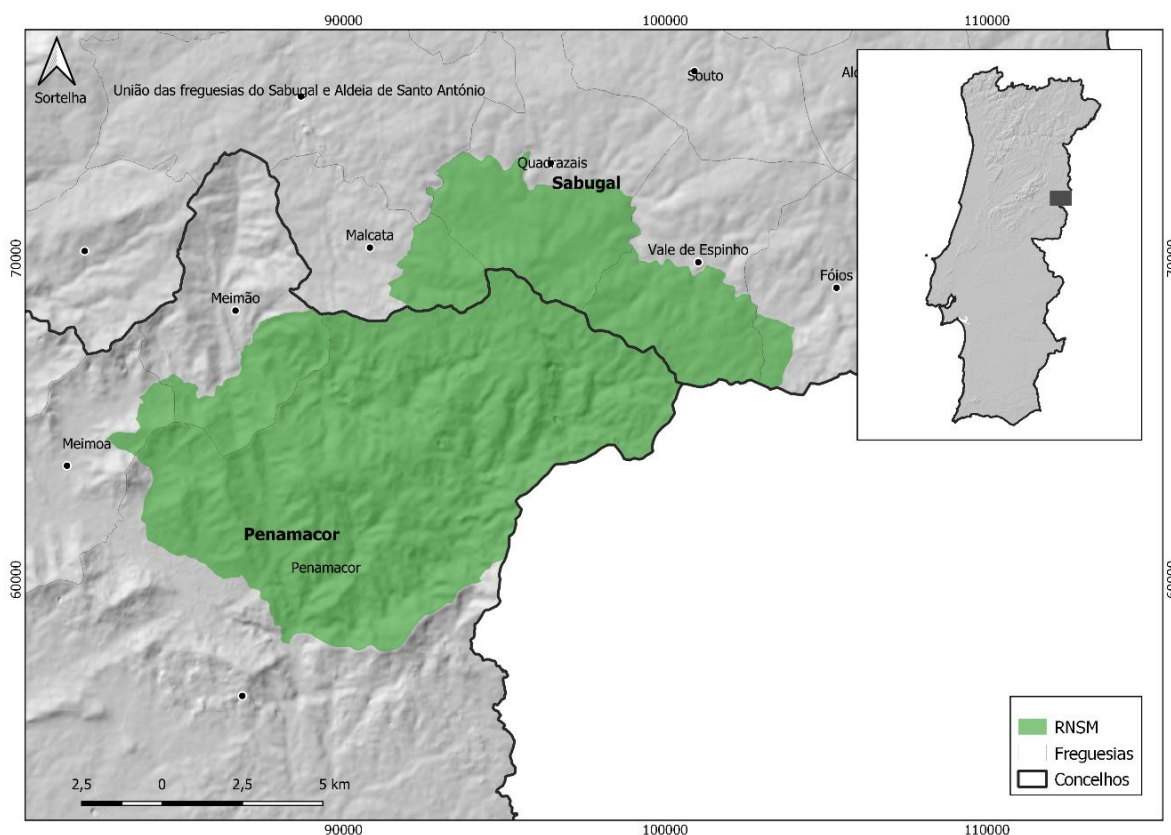 90000
100000
110000
Sortelha
União das freguesias do Sabugal e Aldeia de Santo António
Souto
Quadrazais
Sabugal
Malcata
Vale de Espinho
Fóios
70000
Meimão
Meimoa
Penamacor
Penamacor
60000
60000
RNSM
Freguesias
Concelhos
2,5 0 2,5 5 km
90000
100000
110000